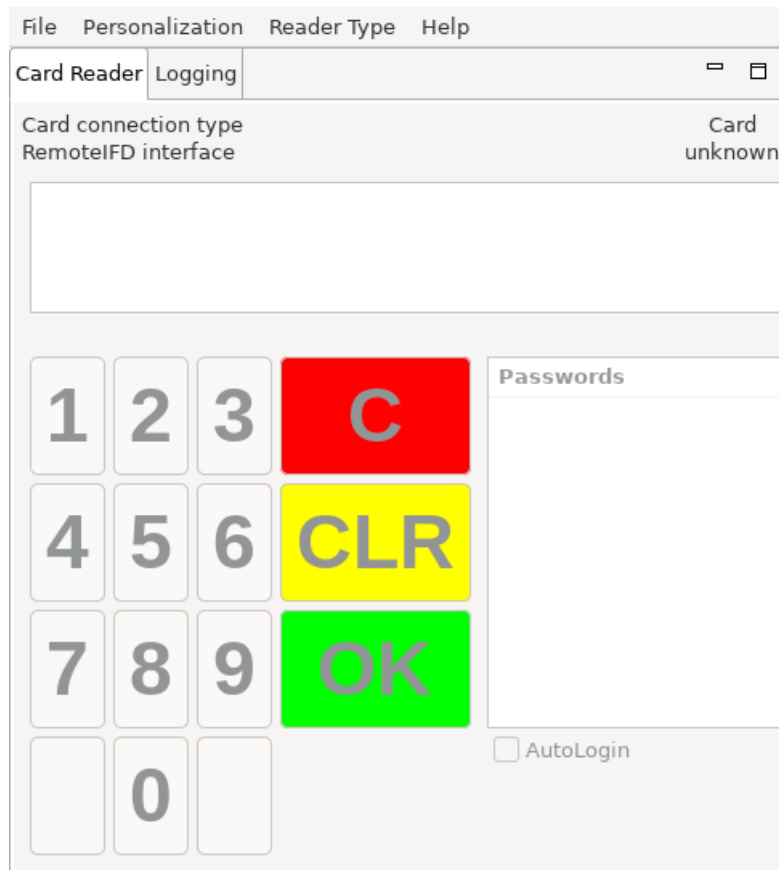 File Personalization Reader Type Help
Card Reader Logging
Card connection type Card
RemoteIFD interface unknown
Passwords
1 2 3 C
4 5 6 CLR
7 8 9 OK
AutoLogin
0